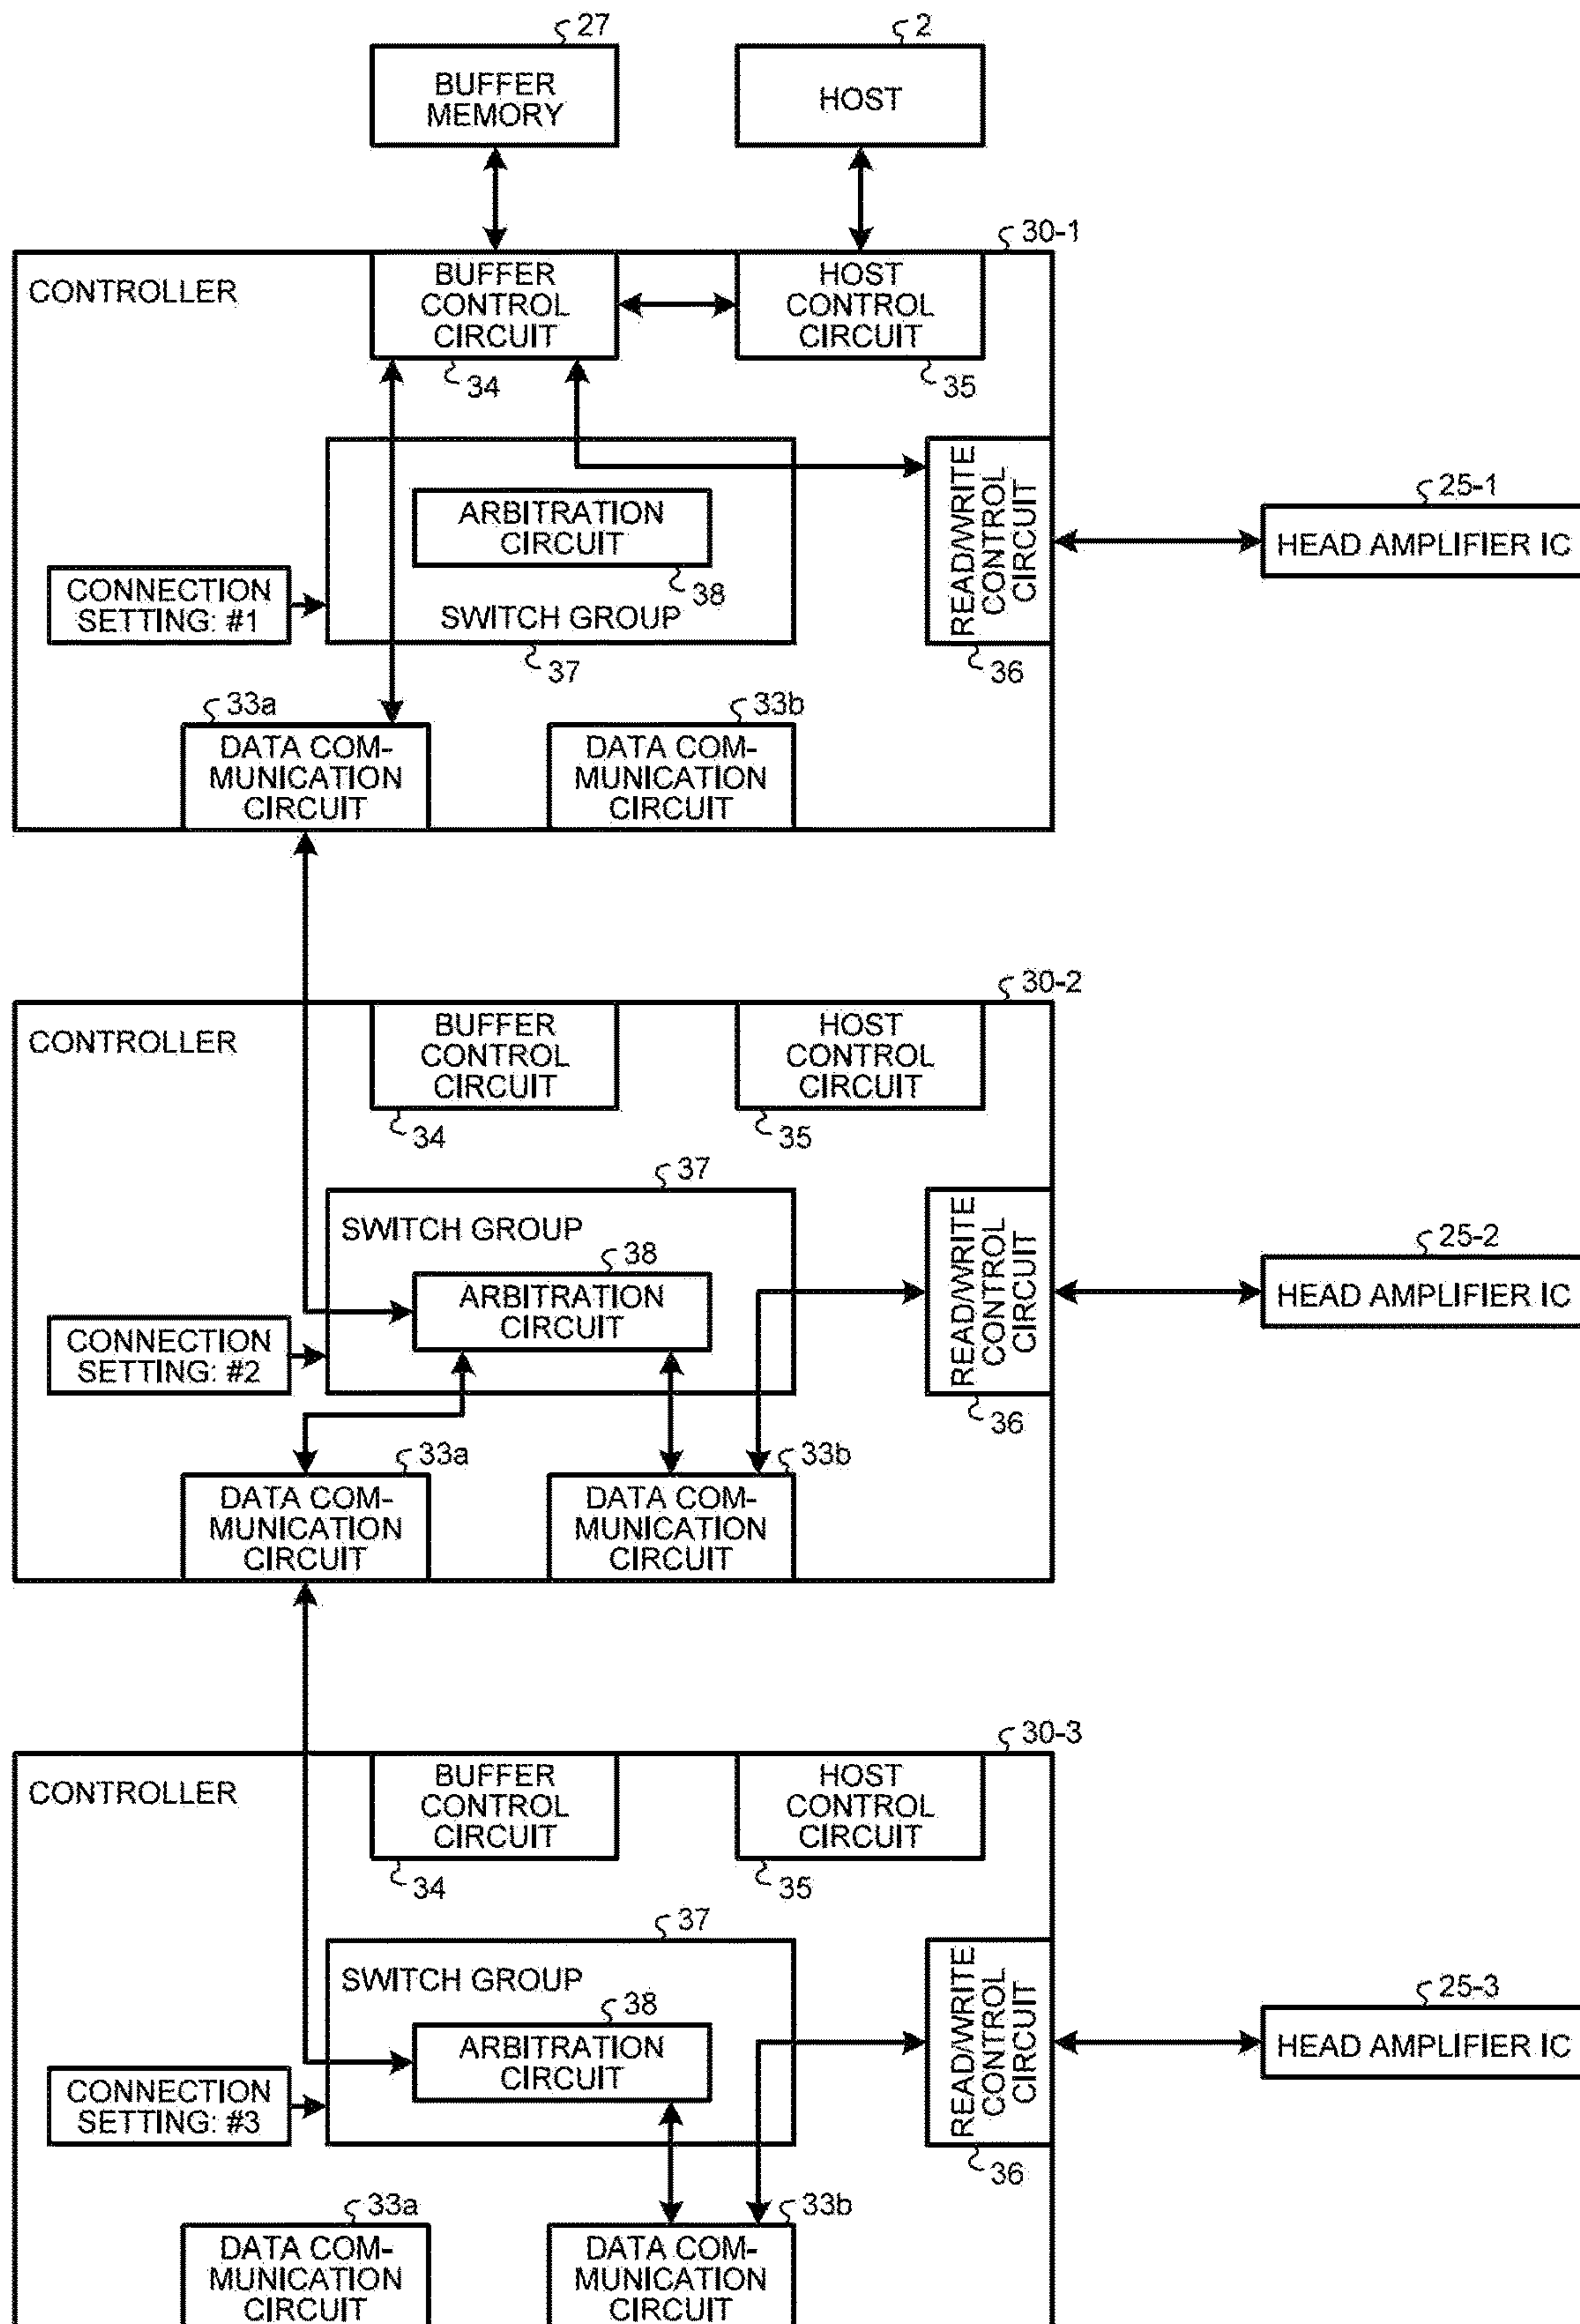 27
2
BUFFER
MEMORY
HOST
30-1
CONTROLLER
BUFFER
CONTROL
CIRCUIT
HOST
CONTROL
CIRCUIT
34
35
READ/WRITE
CONTROL
CIRCUIT
25-1
ARBITRATION
CIRCUIT
HEAD AMPLIFIER IC
CONNECTION
SETTING: #1
38
SWITCH GROUP
37
36
33a
33b
DATA COM-
MUNICATION
CIRCUIT
DATA COM-
MUNICATION
CIRCUIT
30-2
CONTROLLER
BUFFER
CONTROL
CIRCUIT
HOST
CONTROL
CIRCUIT
34
35
37
SWITCH GROUP
READ/WRITE
CONTROL
CIRCUIT
25-2
38
ARBITRATION
CIRCUIT
HEAD AMPLIFIER IC
CONNECTION
SETTING: #2
36
33a
33b
DATA COM-
MUNICATION
CIRCUIT
DATA COM-
MUNICATION
CIRCUIT
30-3
CONTROLLER
BUFFER
CONTROL
CIRCUIT
HOST
CONTROL
CIRCUIT
34
35
37
SWITCH GROUP
READ/WRITE
CONTROL
CIRCUIT
25-3
38
ARBITRATION
CIRCUIT
HEAD AMPLIFIER IC
CONNECTION
SETTING: #3
36
33a
33b
DATA COM-
MUNICATION
CIRCUIT
DATA COM-
MUNICATION
CIRCUIT